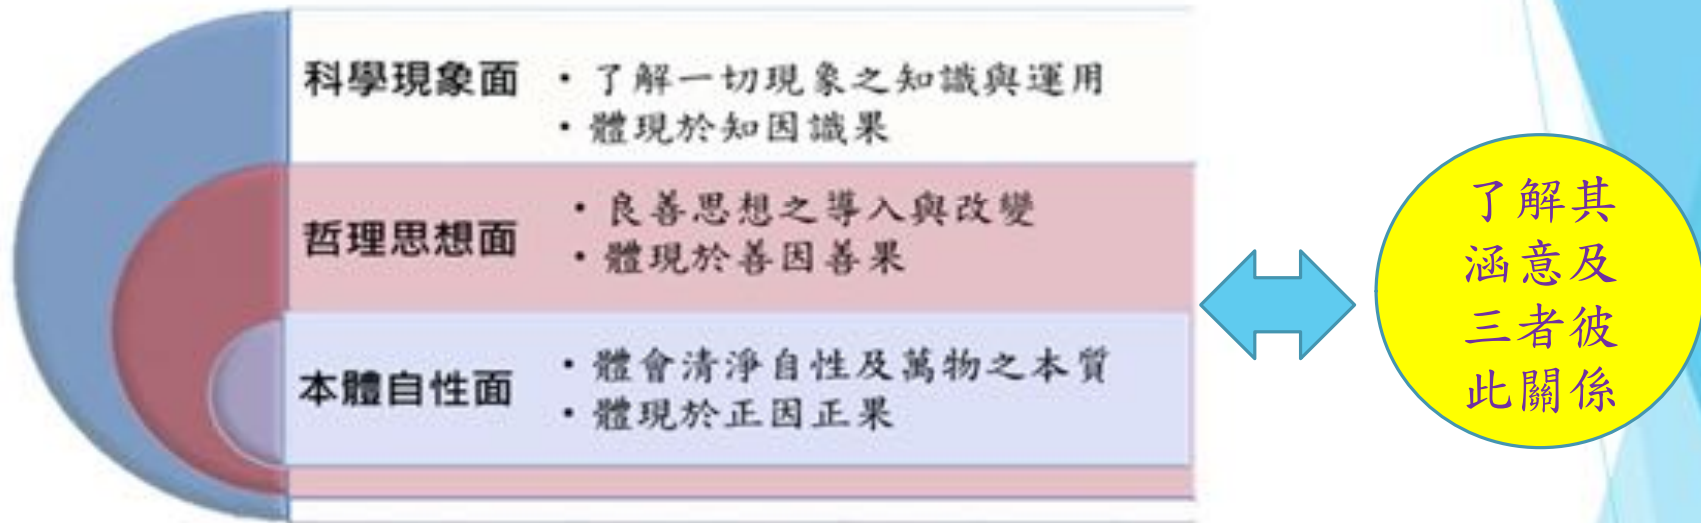 科學現象面
・了解一切現象之知識與運用
・體現於知因識果
哲理思想面
・良善思想之導入與改變
・體現於善因善果
本體自性面
・體會清淨自性及萬物之本質
・體現於正因正果
了解其
涵意及
三者彼
此關係